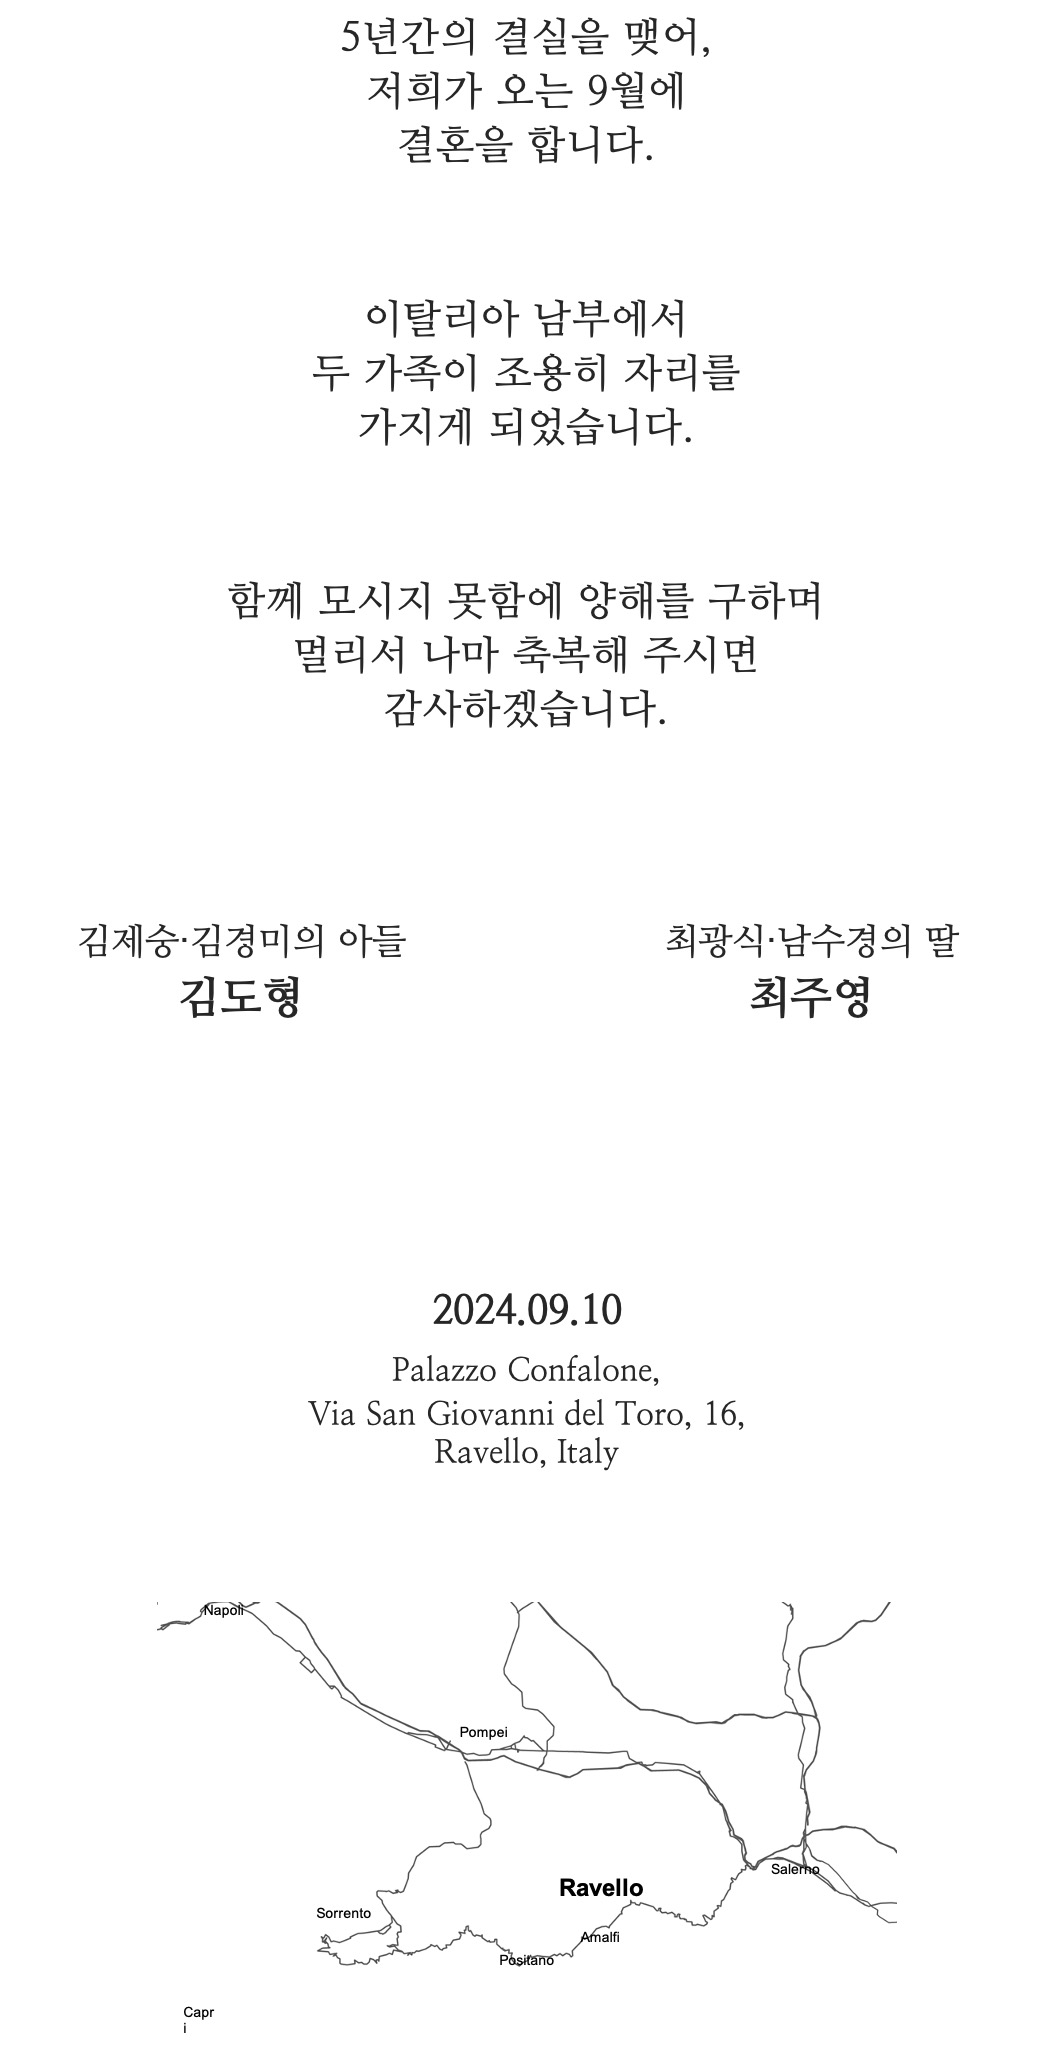 5년간의 결실을 맺어,
저희가 오는 9월에
결혼을 합니다.
이탈리아 남부에서
두 가족이 조용히 자리를
가지게 되었습니다.
함께 모시지 못함에 양해를 구하며
멀리서 나마 축복해 주시면
감사하겠습니다.
김제숭·김경미의 아들
김도형
최광식·남수경의 딸
최주영
2024.09.10
Palazzo Confalone,
Via San Giovanni del Toro, 16,
Ravello, Italy
Napoli
Pompei
Ravello
Salerno
Sorrento
Amalfi
Positano
Capr
i